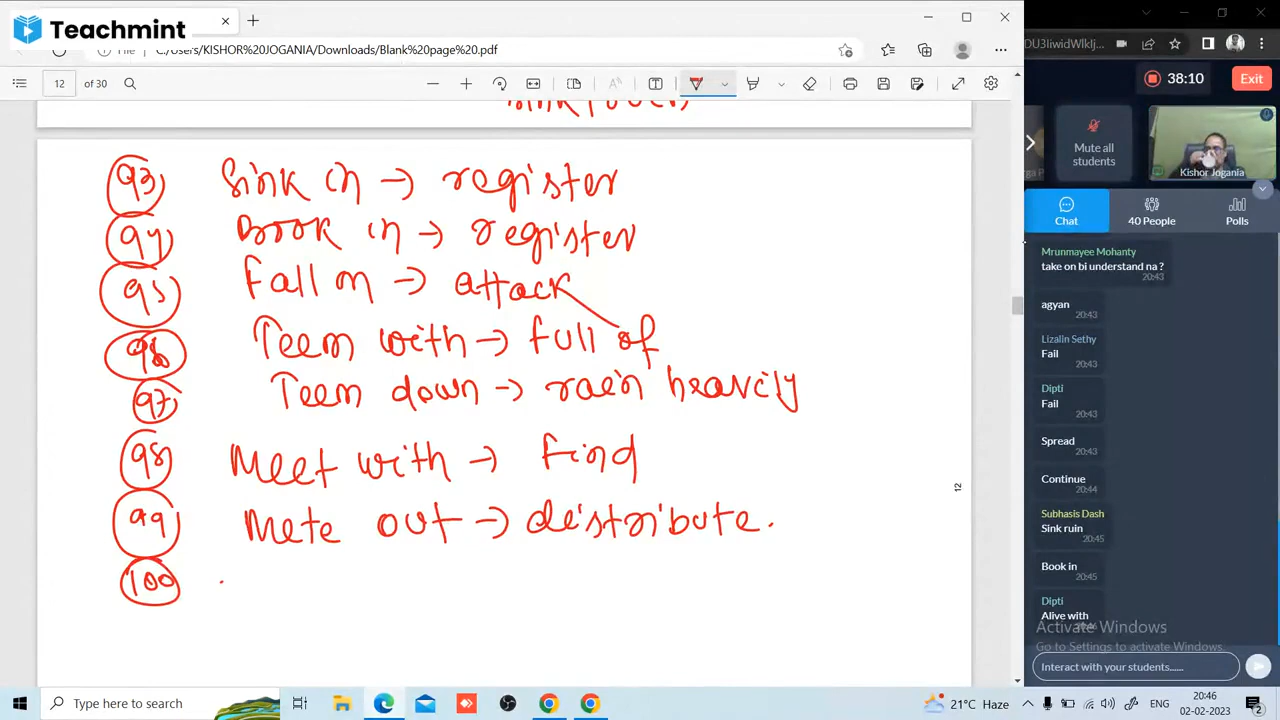 Teachmint
File
C:/Users/KISHOR%20JOGANIA/Downloads/Blank%20page%20.pdf
12 of 30
93 Sink in → register
94 Book in → register
95 Fall on → attack
96 Teem with → full of
97 Teem down → rain heavily
98 Meet with → find
99 Mete out → distribute.
100
12
DU3IiwidWlkIj...
38:10
Exit
Mute all
students
Kishor Jogania
Chat
40 People
Polls
Mrunmayee Mohanty
take on bi understand na ?
20:43
agyan
20:43
Lizalin Sethy
Fail
20:43
Dipti
Fail
20:43
Spread
20:43
Continue
20:44
Subhasis Dash
Sink ruin
20:45
Book in
20:45
Dipti
Alive with
Activate Windows
Go to Settings to activate Windows.
Interact with your students......
Type here to search
21°C Haze
ENG
20:46
02-02-2023
2